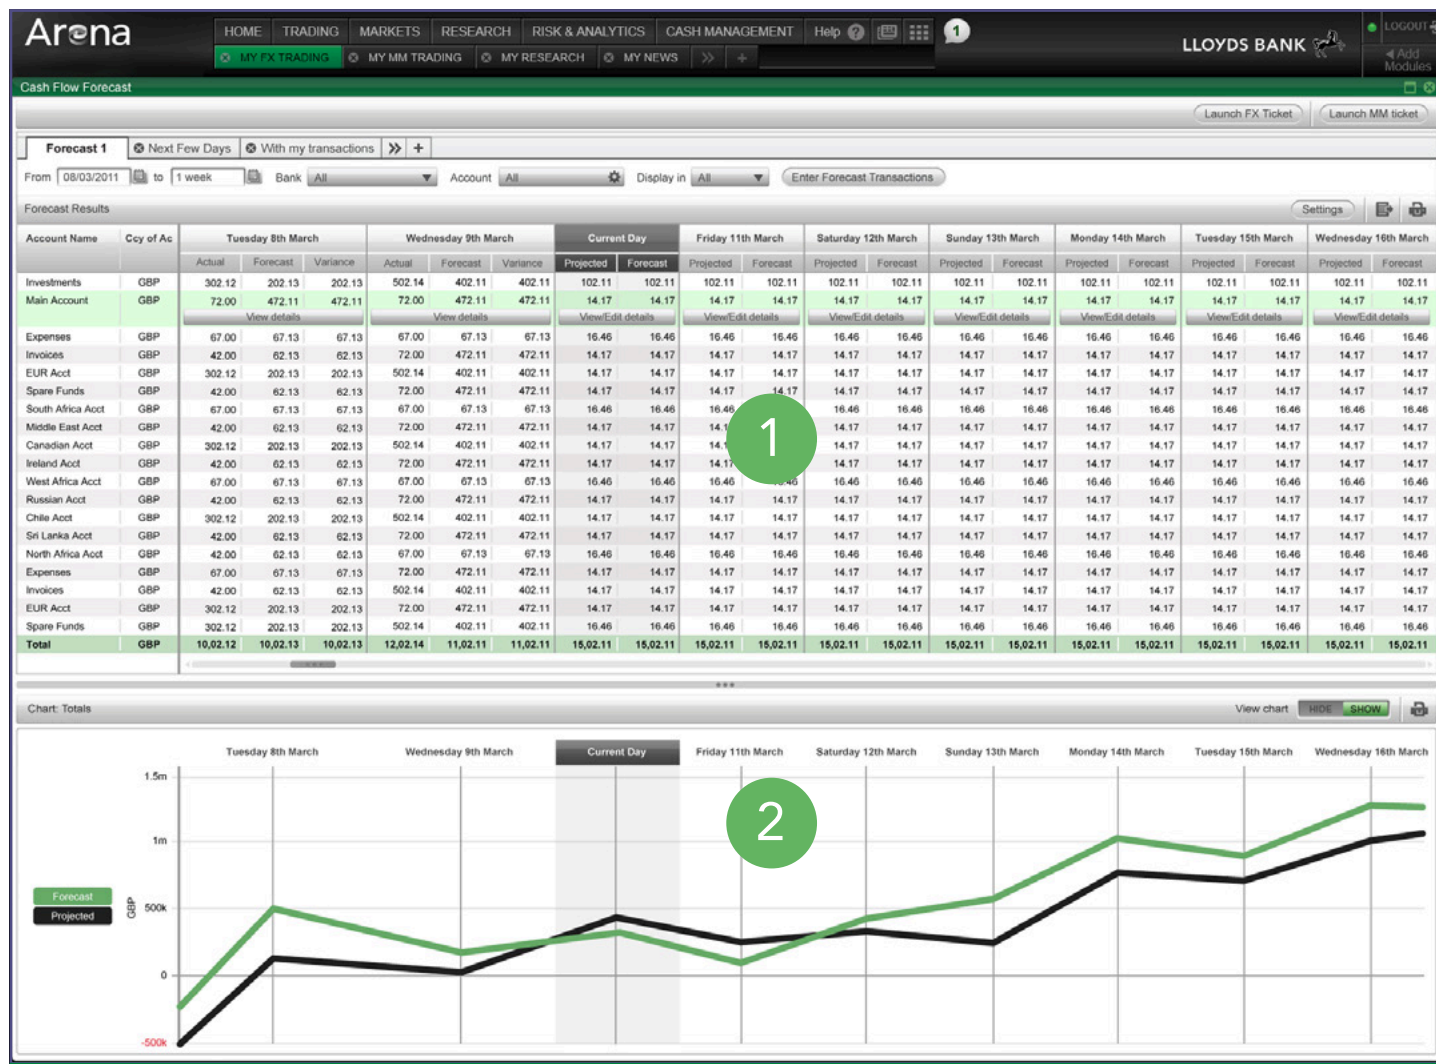 Arena
HOME TRADING MARKETS RESEARCH RISK & ANALYTICS CASH MANAGEMENT Help ? 1
LLOYDS BANK
LOGOUT
MY FX TRADING MY MM TRADING MY RESEARCH MY NEWS >> +
Add
Modules
Cash Flow Forecast
Launch FX Ticket Launch MM ticket
Forecast 1 Next Few Days With my transactions >> +
From 08/03/2011 to 1 week Bank All Account All Display in All Enter Forecast Transactions
Forecast Results Settings
Account Name Ccy of Ac Tuesday 8th March Wednesday 9th March Current Day Friday 11th March Saturday 12th March Sunday 13th March Monday 14th March Tuesday 15th March Wednesday 16th March
Actual Forecast Variance Actual Forecast Variance Projected Forecast Projected Forecast Projected Forecast Projected Forecast Projected Forecast Projected Forecast Projected Forecast
Investments GBP 302.12 202.13 202.13 502.14 402.11 402.11 102.11 102.11 102.11 102.11 102.11 102.11 102.11 102.11 102.11 102.11 102.11 102.11 102.11 102.11
Main Account GBP 72.00 472.11 472.11 72.00 472.11 472.11 14.17 14.17 14.17 14.17 14.17 14.17 14.17 14.17 14.17 14.17 14.17 14.17 14.17 14.17
View details View details View/Edit details View/Edit details View/Edit details View/Edit details View/Edit details View/Edit details View/Edit details
Expenses GBP 67.00 67.13 67.13 67.00 67.13 67.13 16.46 16.46 16.46 16.46 16.46 16.46 16.46 16.46 16.46 16.46 16.46 16.46 16.46 16.46
Invoices GBP 42.00 62.13 62.13 72.00 472.11 472.11 14.17 14.17 14.17 14.17 14.17 14.17 14.17 14.17 14.17 14.17 14.17 14.17 14.17 14.17
EUR Acct GBP 302.12 202.13 202.13 502.14 402.11 402.11 14.17 14.17 14.17 14.17 14.17 14.17 14.17 14.17 14.17 14.17 14.17 14.17 14.17 14.17
Spare Funds GBP 42.00 62.13 62.13 72.00 472.11 472.11 14.17 14.17 14.17 14.17 14.17 14.17 14.17 14.17 14.17 14.17 14.17 14.17 14.17 14.17
South Africa Acct GBP 67.00 67.13 67.13 67.00 67.13 67.13 16.46 16.46 16.46 16.46 16.46 16.46 16.46 16.46 16.46 16.46 16.46 16.46 16.46
Middle East Acct GBP 42.00 62.13 62.13 72.00 472.11 472.11 14.17 14.17 14.17 14.17 14.17 14.17 14.17 14.17 14.17 14.17 14.17 14.17
Canadian Acct GBP 302.12 202.13 202.13 502.14 402.11 402.11 14.17 14.17 14.17 14.17 14.17 14.17 14.17 14.17 14.17 14.17 14.17 14.17
Ireland Acct GBP 42.00 62.13 62.13 72.00 472.11 472.11 14.17 14.17 14.17 14.17 14.17 14.17 14.17 14.17 14.17 14.17 14.17 14.17 14.17
West Africa Acct GBP 67.00 67.13 67.13 67.00 67.13 67.13 16.46 16.46 16.46 16.46 16.46 16.46 16.46 16.46 16.46 16.46 16.46 16.46 16.46 16.46
Russian Acct GBP 42.00 62.13 62.13 72.00 472.11 472.11 14.17 14.17 14.17 14.17 14.17 14.17 14.17 14.17 14.17 14.17 14.17 14.17 14.17 14.17
Chile Acct GBP 302.12 202.13 202.13 502.14 402.11 402.11 14.17 14.17 14.17 14.17 14.17 14.17 14.17 14.17 14.17 14.17 14.17 14.17 14.17 14.17
Sri Lanka Acct GBP 42.00 62.13 62.13 72.00 472.11 472.11 14.17 14.17 14.17 14.17 14.17 14.17 14.17 14.17 14.17 14.17 14.17 14.17 14.17 14.17
North Africa Acct GBP 42.00 62.13 62.13 67.00 67.13 67.13 16.46 16.46 16.46 16.46 16.46 16.46 16.46 16.46 16.46 16.46 16.46 16.46 16.46 16.46
Expenses GBP 67.00 67.13 67.13 72.00 472.11 472.11 14.17 14.17 14.17 14.17 14.17 14.17 14.17 14.17 14.17 14.17 14.17 14.17 14.17 14.17
Invoices GBP 42.00 62.13 62.13 502.14 402.11 402.11 14.17 14.17 14.17 14.17 14.17 14.17 14.17 14.17 14.17 14.17 14.17 14.17 14.17 14.17
EUR Acct GBP 302.12 202.13 202.13 72.00 472.11 472.11 14.17 14.17 14.17 14.17 14.17 14.17 14.17 14.17 14.17 14.17 14.17 14.17 14.17 14.17
Spare Funds GBP 302.12 202.13 202.13 502.14 402.11 402.11 16.46 16.46 16.46 16.46 16.46 16.46 16.46 16.46 16.46 16.46 16.46 16.46 16.46 16.46
Total GBP 10,02.12 10,02.13 10,02.13 12,02.14 11,02.11 11,02.11 15,02.11 15,02.11 15,02.11 15,02.11 15,02.11 15,02.11 15,02.11 15,02.11 15,02.11 15,02.11 15,02.11 15,02.11 15,02.11 15,02.11
1
Chart: Totals View chart HIDE SHOW
Tuesday 8th March Wednesday 9th March Current Day Friday 11th March Saturday 12th March Sunday 13th March Monday 14th March Tuesday 15th March Wednesday 16th March
1.5m
2
1m
Forecast
Projected
GBP
500k
0
-500k